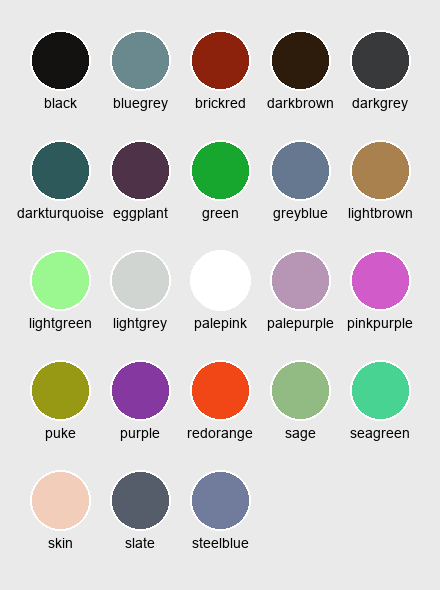 black bluegrey brickred darkbrown darkgrey
darkturquoise eggplant green greyblue lightbrown
lightgreen lightgrey palepink palepurple pinkpurple
puke purple redorange sage seagreen
skin slate steelblue